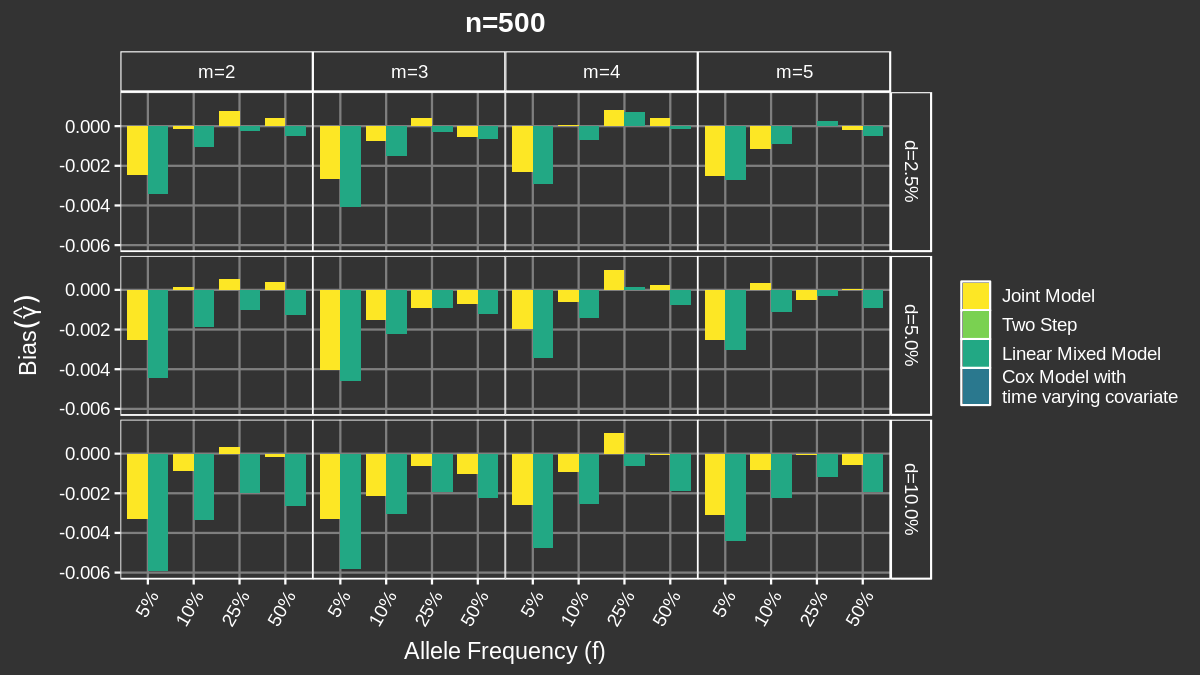 n=500
m=2 m=3 m=4 m=5
0.000
-0.002
-0.004
-0.006
d=2.5%
0.000
-0.002
-0.004
-0.006
d=5.0%
0.000
-0.002
-0.004
-0.006
d=10.0%
Bias(γ̂)
5% 10% 25% 50% 5% 10% 25% 50% 5% 10% 25% 50% 5% 10% 25% 50%
Allele Frequency (f)
Joint Model
Two Step
Linear Mixed Model
Cox Model with
time varying covariate